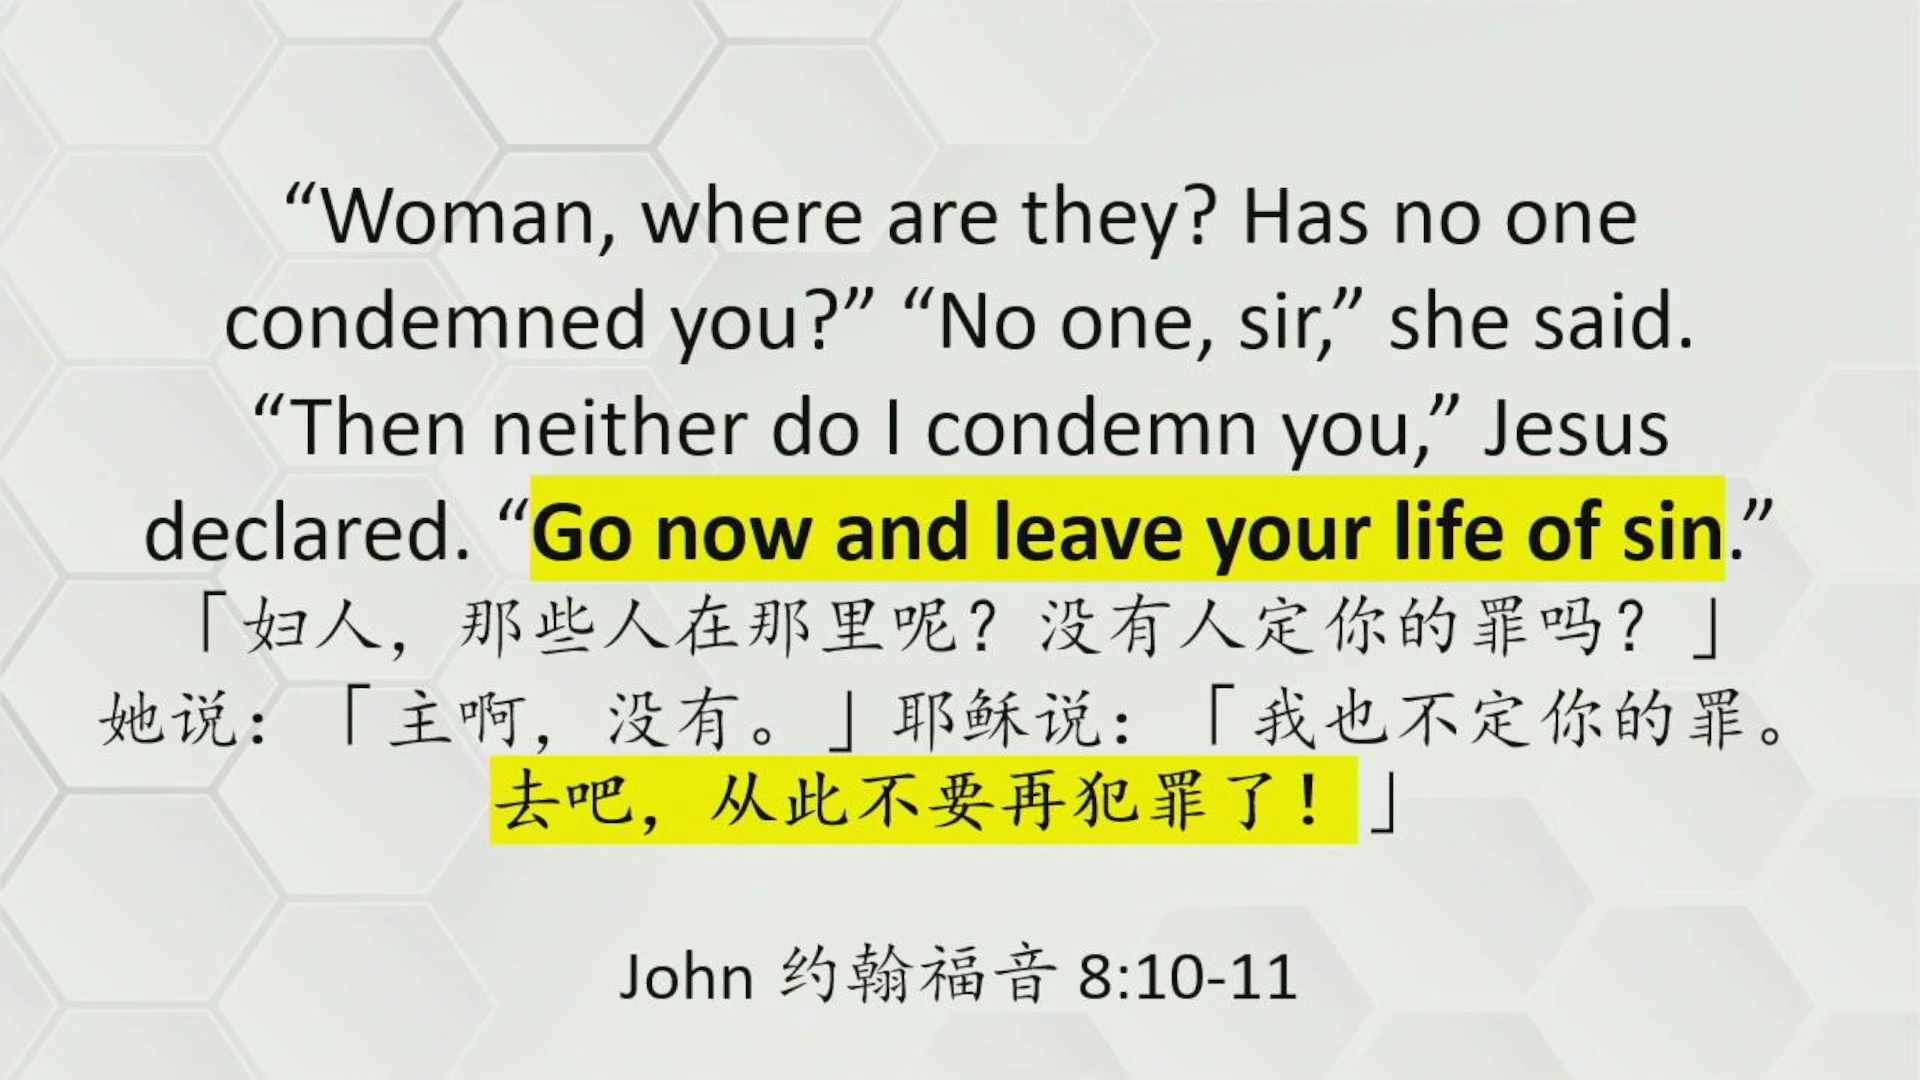 “Woman, where are they? Has no one
condemned you?” “No one, sir,” she said.
“Then neither do I condemn you,” Jesus
declared. “Go now and leave your life of sin.”
「妇人，那些人在那里呢？没有人定你的罪吗？」
她说：「主啊，没有。」耶稣说：「我也不定你的罪。
去吧，从此不要再犯罪了！」
John 约翰福音 8:10-11